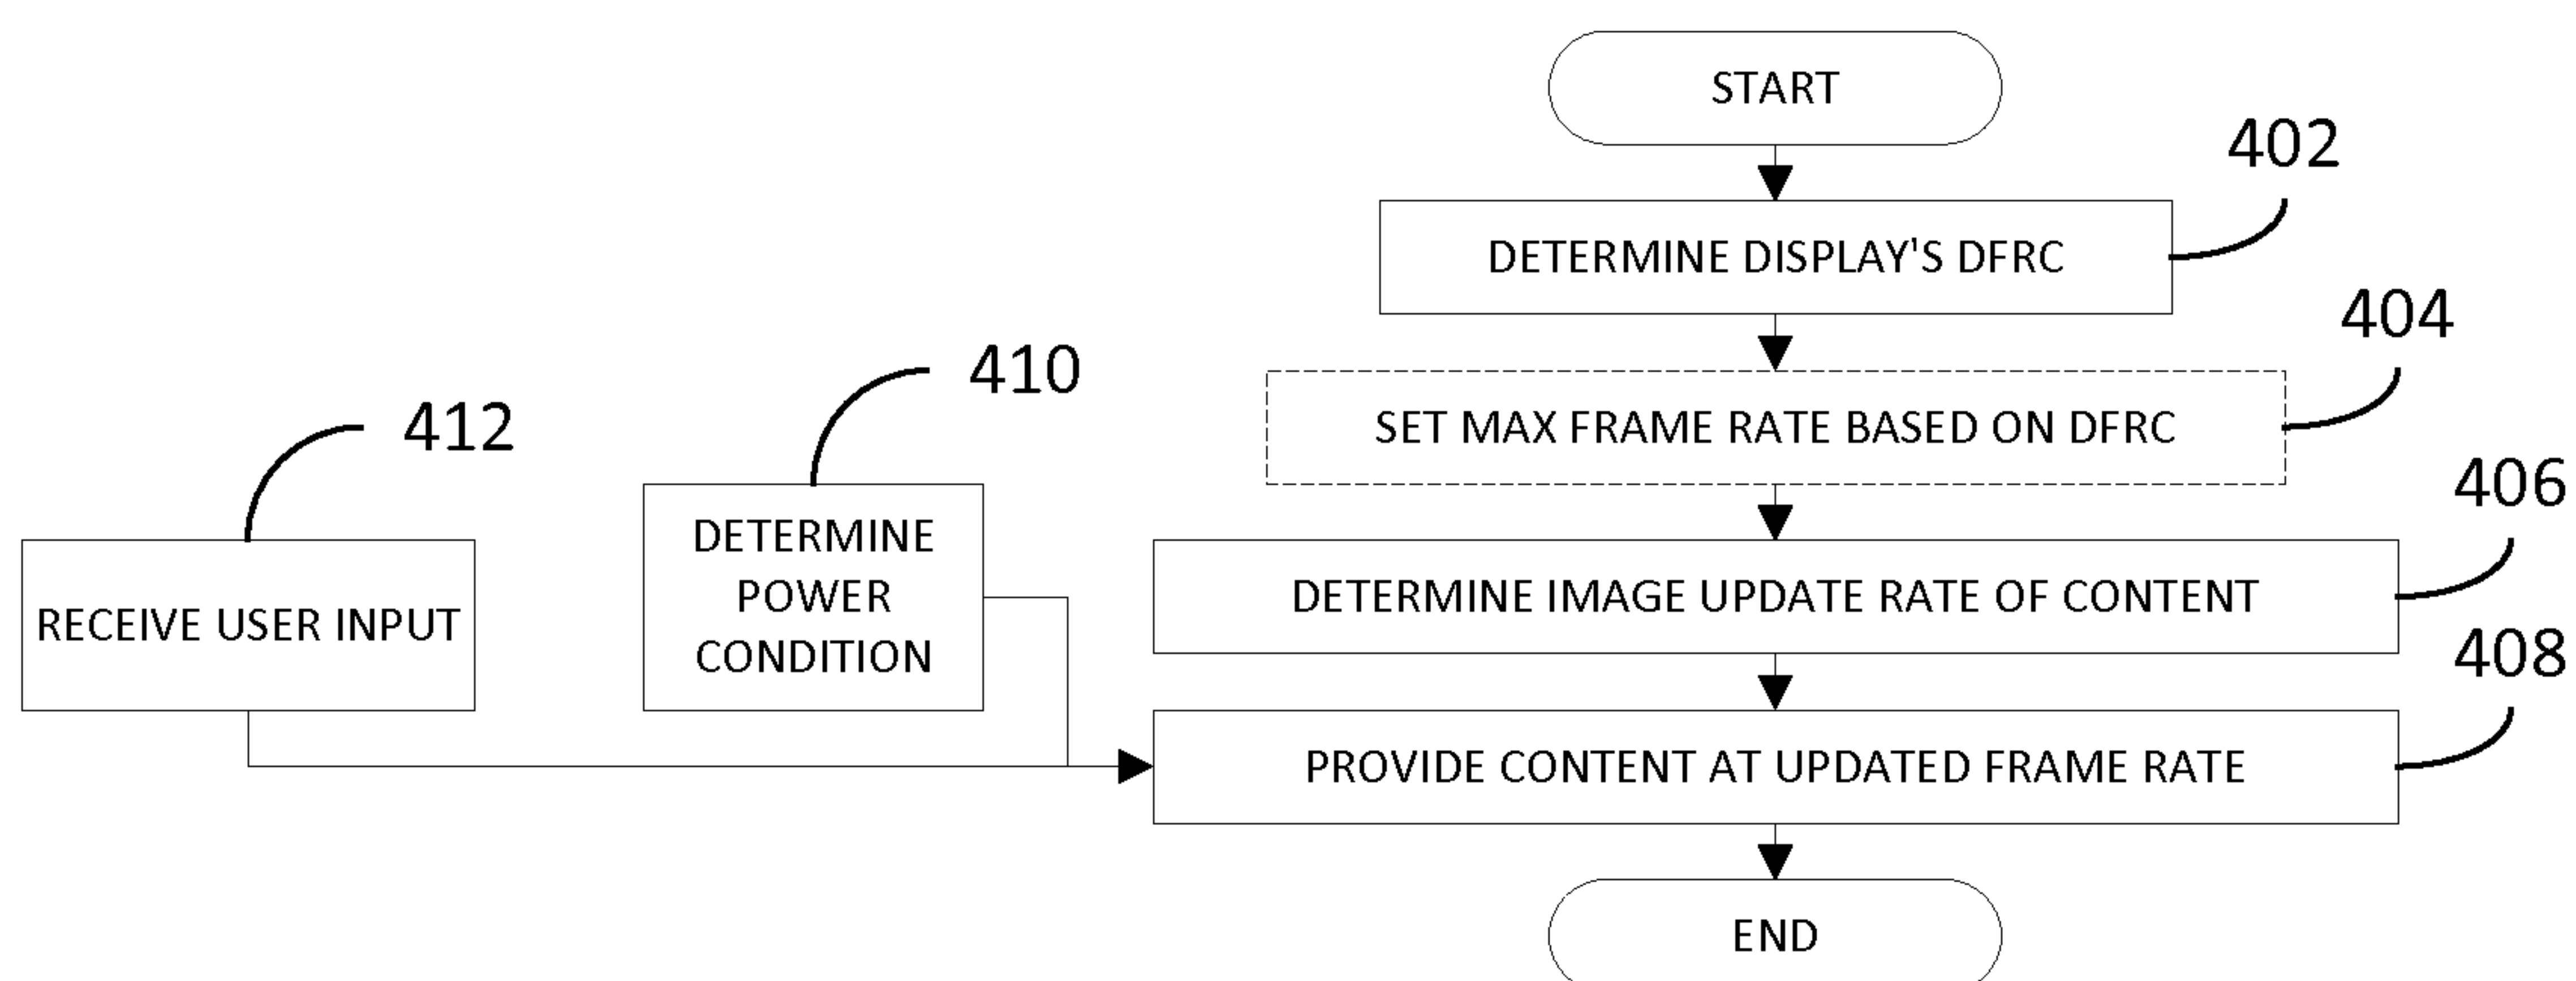 START
402
DETERMINE DISPLAY'S DFRC
404
SET MAX FRAME RATE BASED ON DFRC
410
412
406
DETERMINE
POWER
CONDITION
RECEIVE USER INPUT
DETERMINE IMAGE UPDATE RATE OF CONTENT
408
PROVIDE CONTENT AT UPDATED FRAME RATE
END